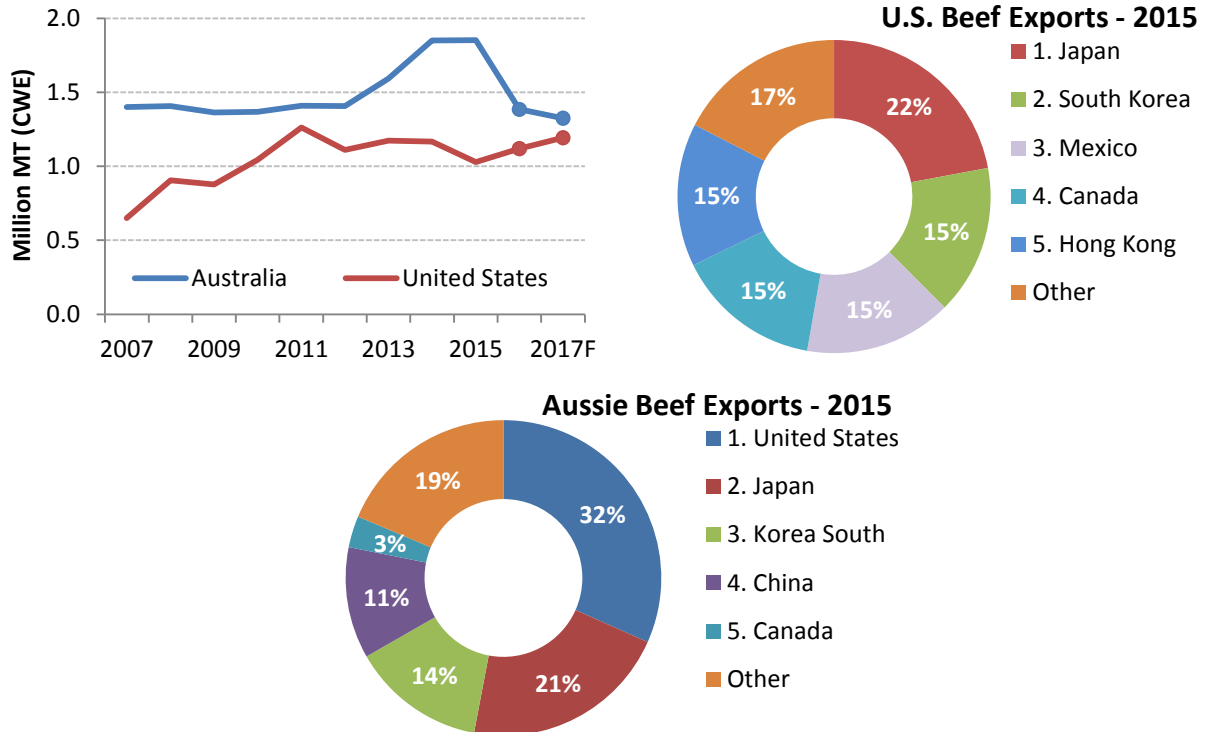 2.0
1.5
1.0
0.5
0.0
Million MT (CWE)
Australia
United States
2007 2009 2011 2013 2015 2017F
U.S. Beef Exports - 2015
22%
15%
15%
15%
15%
17%
1. Japan
2. South Korea
3. Mexico
4. Canada
5. Hong Kong
Other
Aussie Beef Exports - 2015
32%
21%
14%
11%
3%
19%
1. United States
2. Japan
3. Korea South
4. China
5. Canada
Other